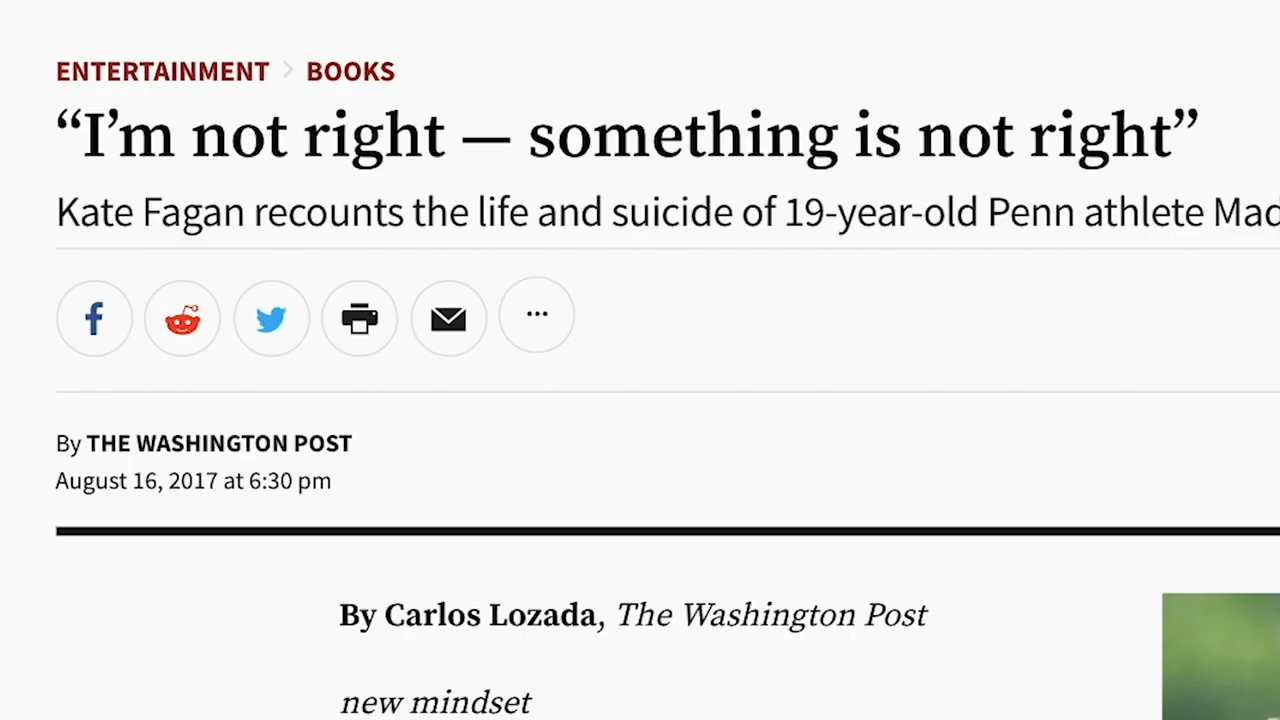 ENTERTAINMENT > BOOKS
“I’m not right — something is not right”
Kate Fagan recounts the life and suicide of 19-year-old Penn athlete Mad
By THE WASHINGTON POST
August 16, 2017 at 6:30 pm
By Carlos Lozada, The Washington Post
new mindset